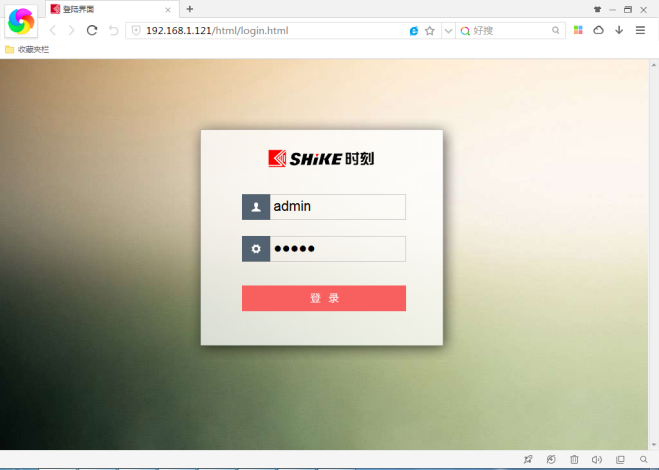 登陆界面
192.168.1.121/html/login.html
好搜
收藏夹栏
SHiKE 时刻
admin
●●●●●
登 录